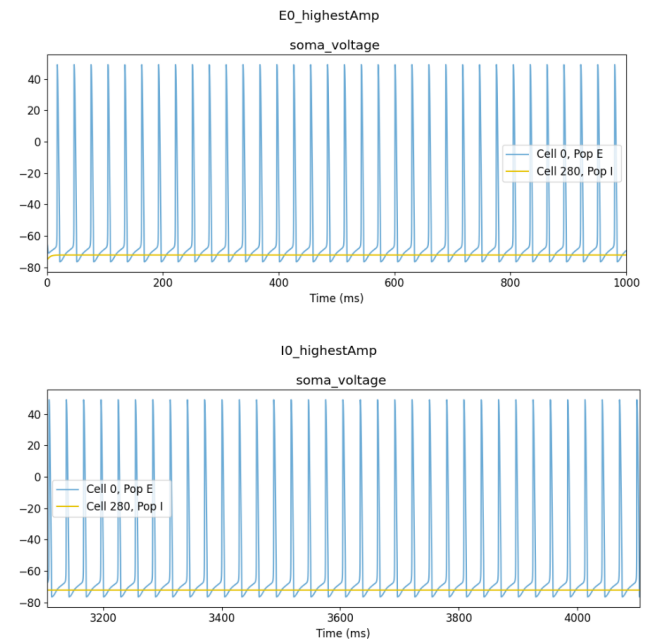 E0_highestAmp
soma_voltage
40
20
0
−20
−40
−60
−80
Cell 0, Pop E
Cell 280, Pop I
0 200 400 600 800 1000
Time (ms)
I0_highestAmp
soma_voltage
40
20
0
−20
−40
−60
−80
Cell 0, Pop E
Cell 280, Pop I
3200 3400 3600 3800 4000
Time (ms)